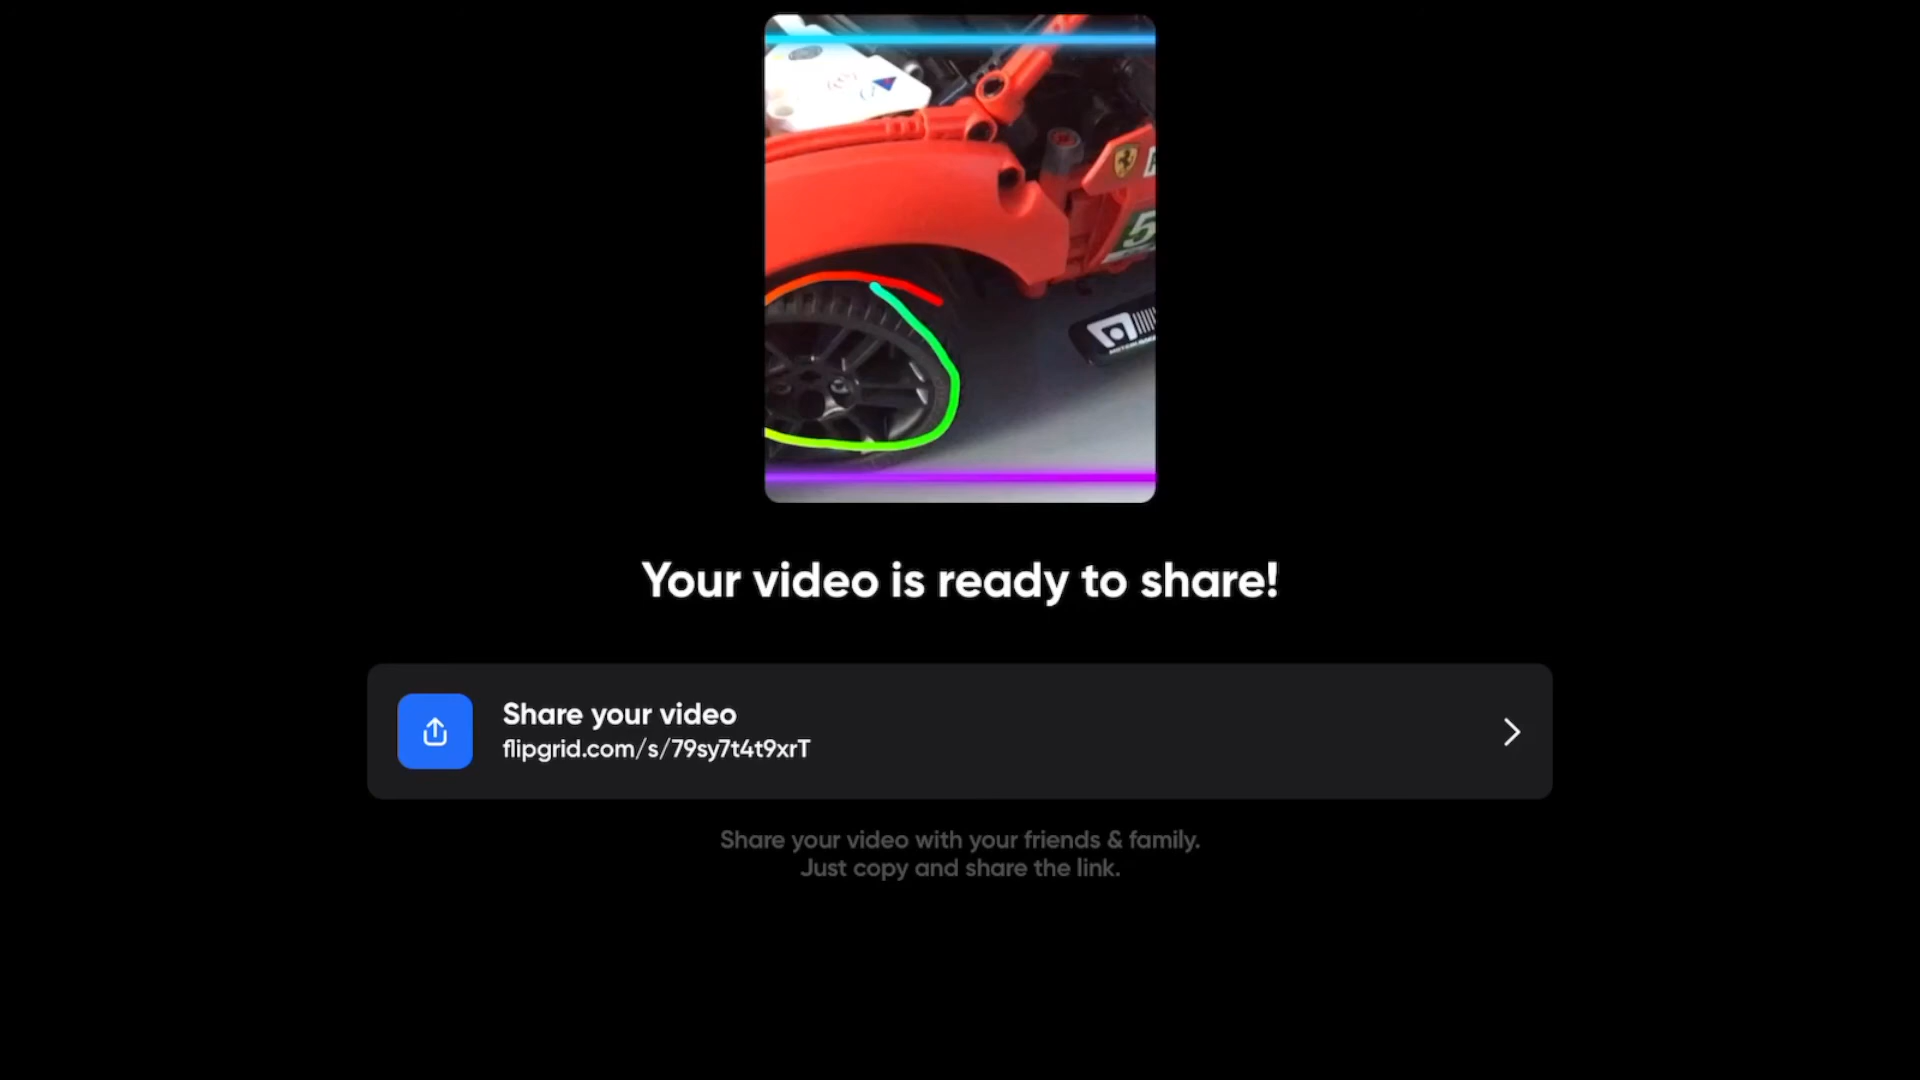 5
Your video is ready to share!
Share your video
flipgrid.com/s/79sy7t4t9xrT
Share your video with your friends & family.
Just copy and share the link.